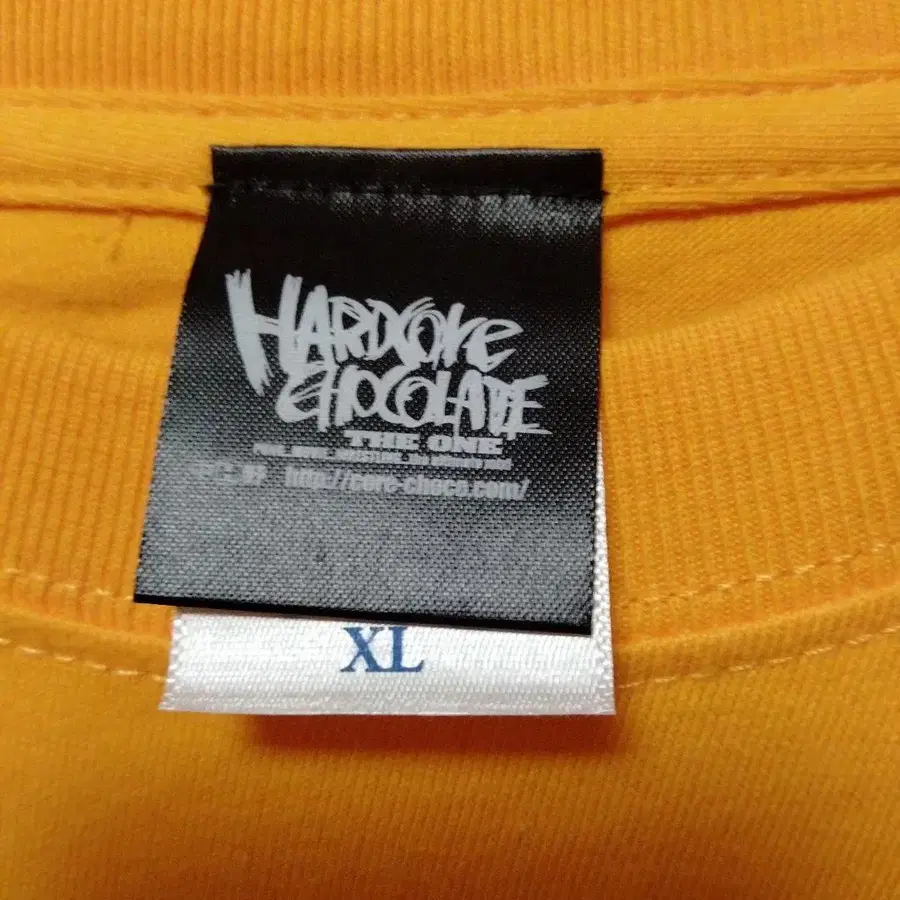 HARDCORE
CHOCOLATE
THE ONE
http://core-choco.com/
XL